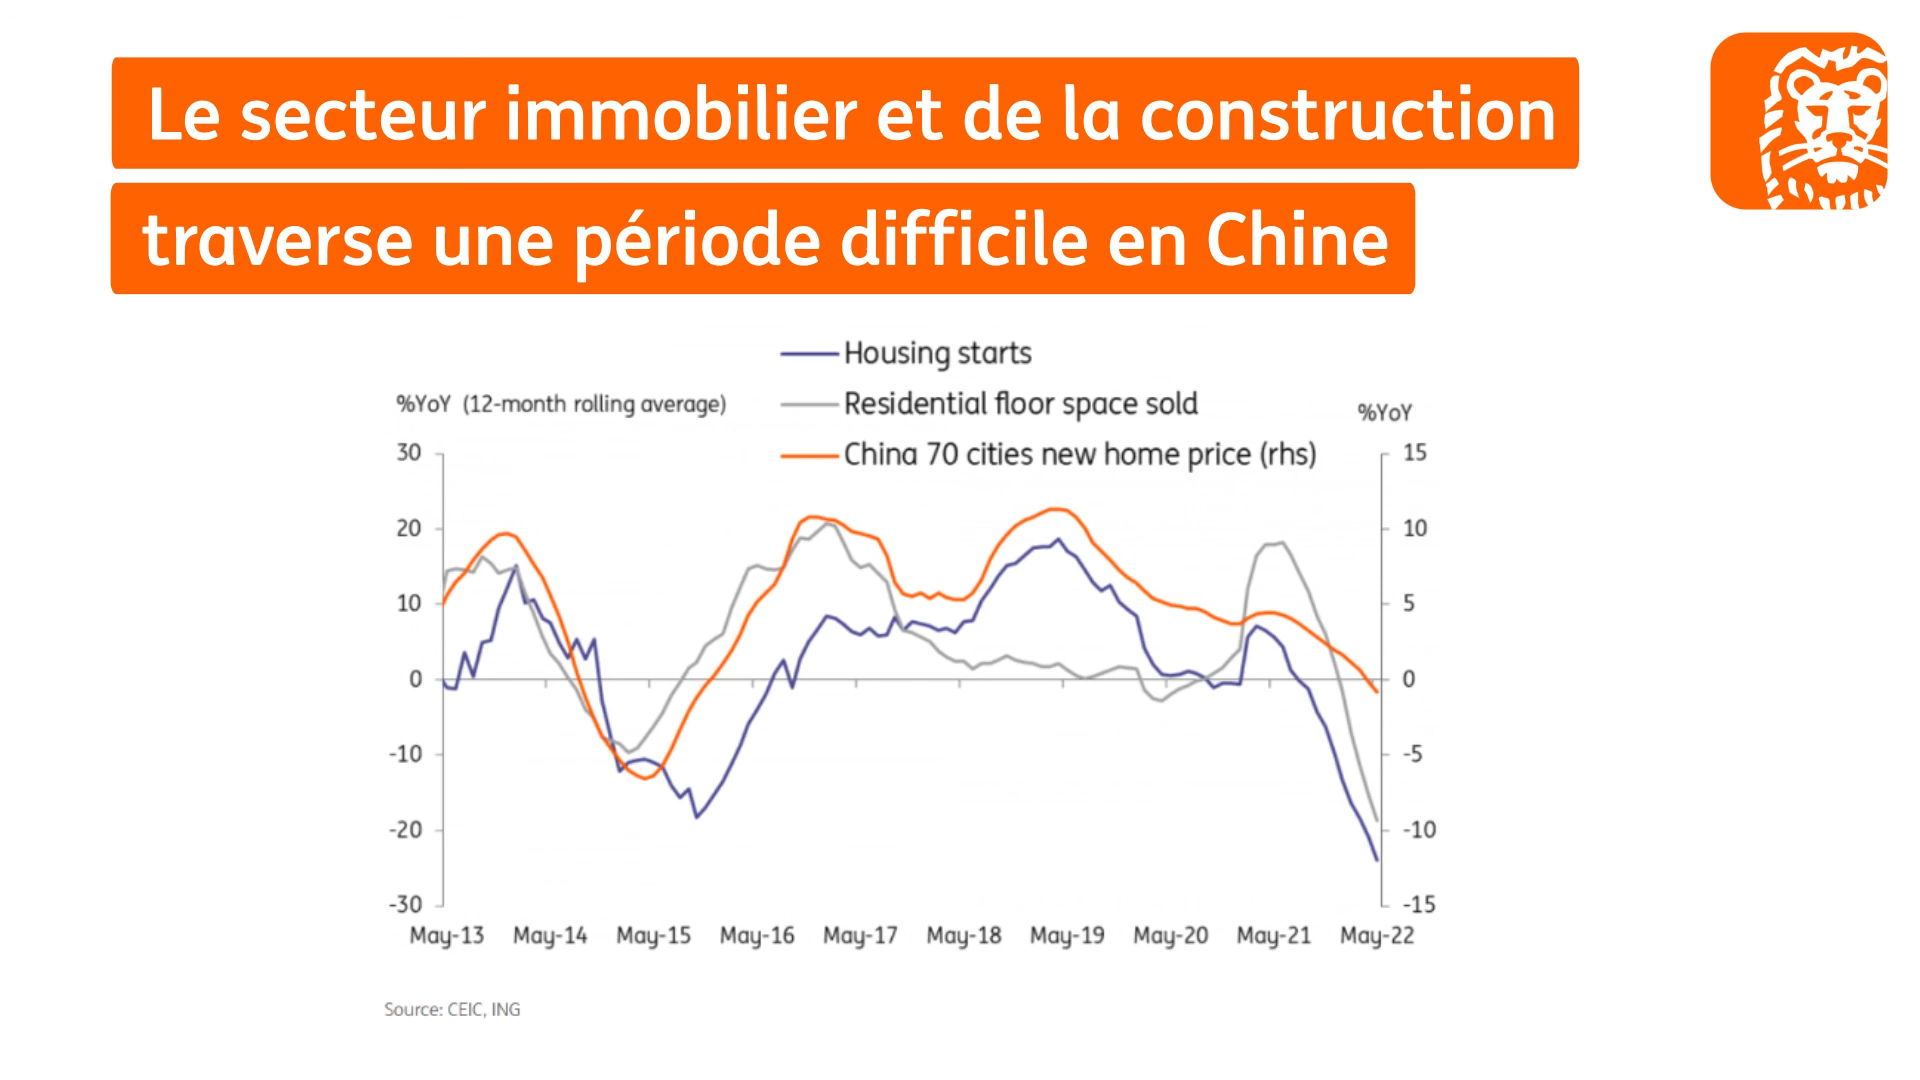 Le secteur immobilier et de la construction
traverse une période difficile en Chine
Housing starts
%YoY (12-month rolling average)
Residential floor space sold
%YoY
China 70 cities new home price (rhs)
30
20
10
0
-10
-20
-30
15
10
5
0
-5
-10
-15
May-13 May-14 May-15 May-16 May-17 May-18 May-19 May-20 May-21 May-22
Source: CEIC, ING